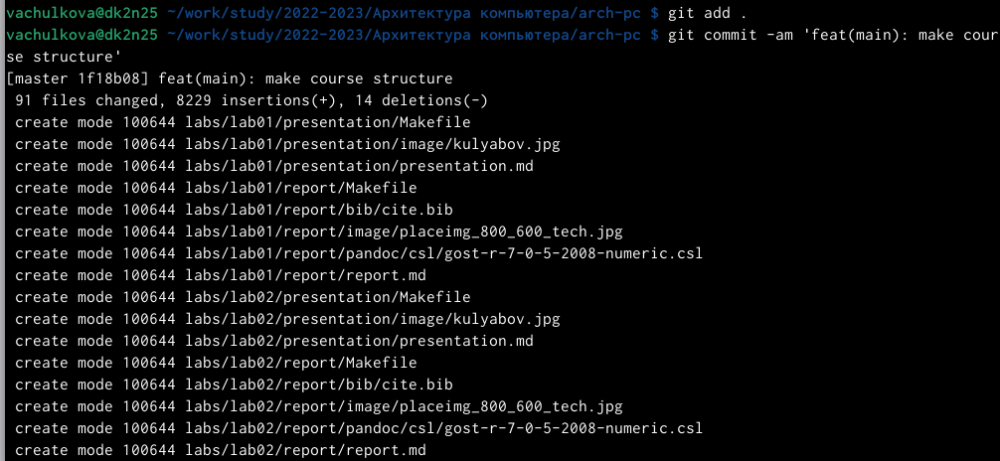 vachulkova@dk2n25 ~/work/study/2022-2023/Архитектура компьютера/arch-pc $ git add .
vachulkova@dk2n25 ~/work/study/2022-2023/Архитектура компьютера/arch-pc $ git commit -am 'feat(main): make cour
se structure'
[master 1f18b08] feat(main): make course structure
 91 files changed, 8229 insertions(+), 14 deletions(-)
 create mode 100644 labs/lab01/presentation/Makefile
 create mode 100644 labs/lab01/presentation/image/kulyabov.jpg
 create mode 100644 labs/lab01/presentation/presentation.md
 create mode 100644 labs/lab01/report/Makefile
 create mode 100644 labs/lab01/report/bib/cite.bib
 create mode 100644 labs/lab01/report/image/placeimg_800_600_tech.jpg
 create mode 100644 labs/lab01/report/pandoc/csl/gost-r-7-0-5-2008-numeric.csl
 create mode 100644 labs/lab01/report/report.md
 create mode 100644 labs/lab02/presentation/Makefile
 create mode 100644 labs/lab02/presentation/image/kulyabov.jpg
 create mode 100644 labs/lab02/presentation/presentation.md
 create mode 100644 labs/lab02/report/Makefile
 create mode 100644 labs/lab02/report/bib/cite.bib
 create mode 100644 labs/lab02/report/image/placeimg_800_600_tech.jpg
 create mode 100644 labs/lab02/report/pandoc/csl/gost-r-7-0-5-2008-numeric.csl
 create mode 100644 labs/lab02/report/report.md